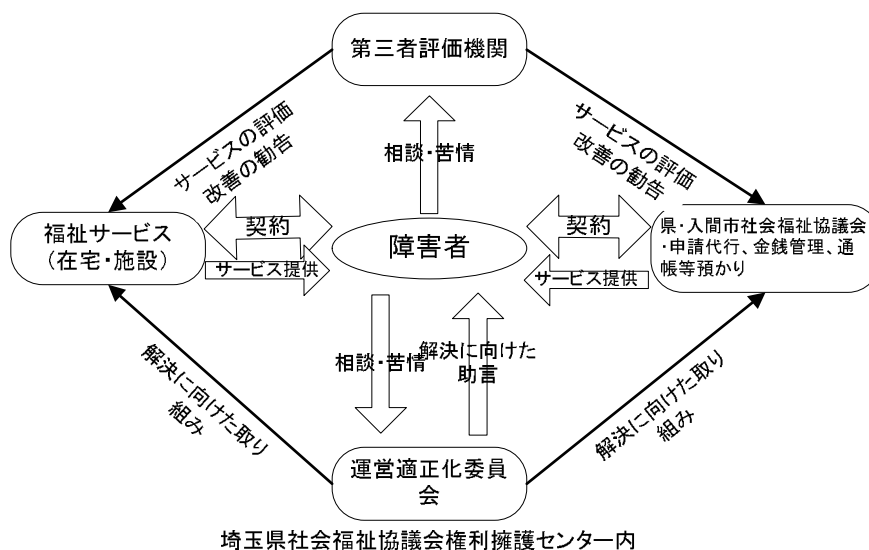 第三者評価機関
サービスの評価
改善の勧告
相談・苦情
サービスの評価
改善の勧告
福祉サービス
（在宅・施設）
契約
サービス提供
障害者
契約
サービス提供
県・入間市社会福祉協議会
・申請代行、金銭管理、通
帳等預かり
相談・苦情
解決に向けた
助言
解決に向けた取り
組み
解決に向けた取り
組み
運営適正化委員
会
埼玉県社会福祉協議会権利擁護センター内